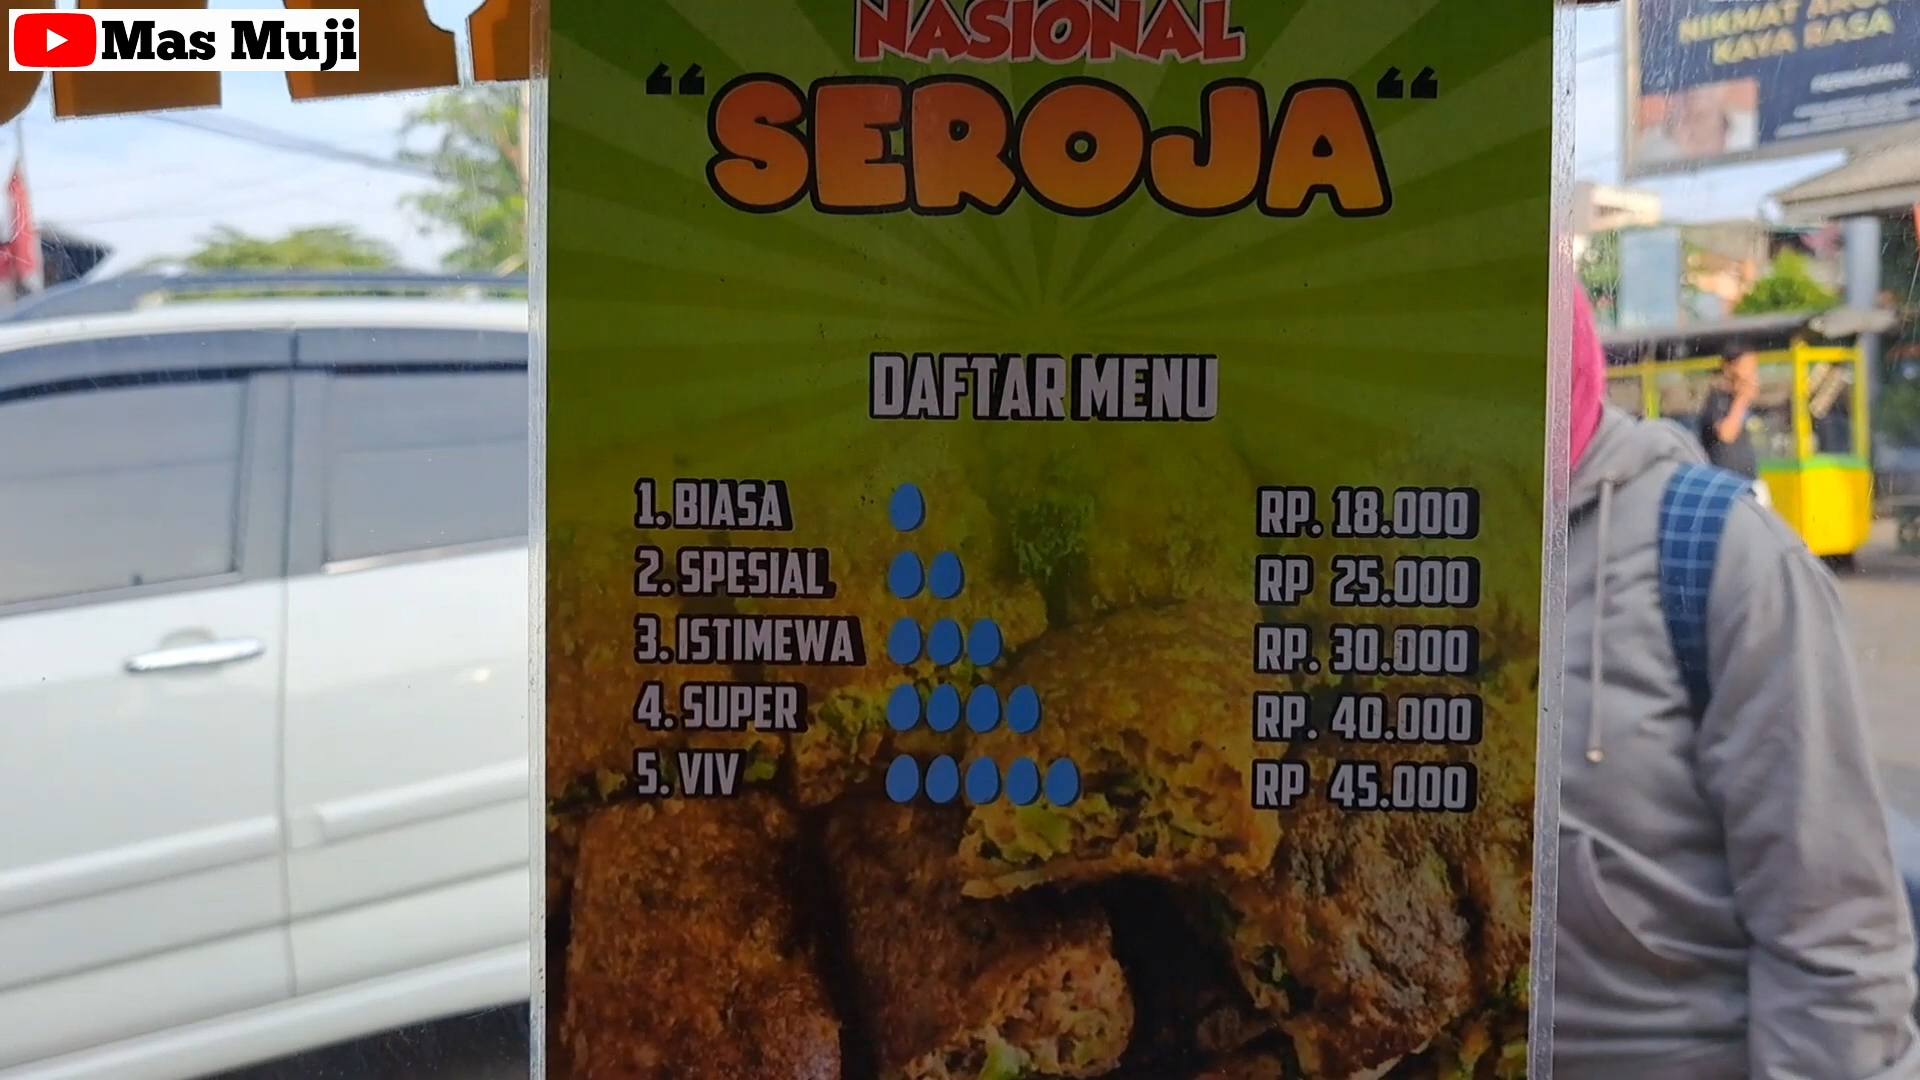 Mas Muji
NASIONAL
“SEROJA“
DAFTAR MENU
1. BIASA RP. 18.000
2. SPESIAL RP 25.000
3. ISTIMEWA RP. 30.000
4. SUPER RP. 40.000
5. VIV RP 45.000
NIKMAT
KAYA RASA